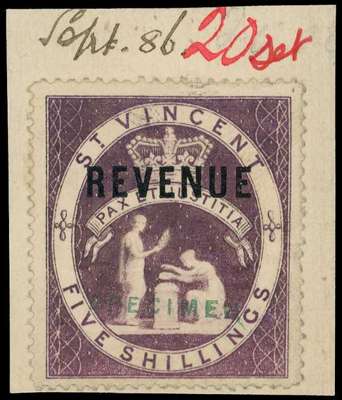 Sept. 86 20 set
ST VINCENT
REVENUE
PAX ET JUSTITIA
SPECIMEN
FIVE SHILLINGS